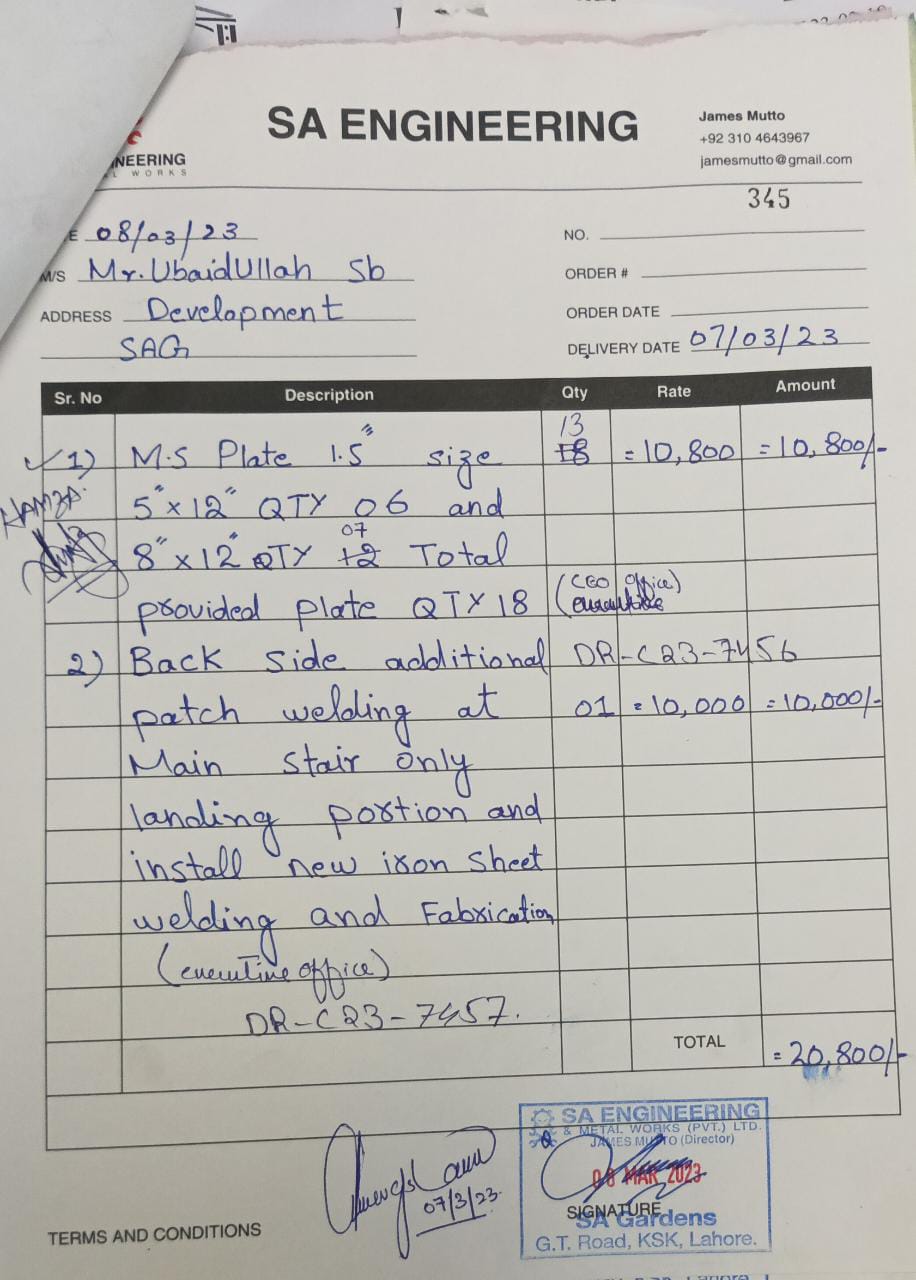 SA ENGINEERING
James Mutto
+92 310 4643967
jamesmutto@gmail.com
NEERING
WORKS
345
E 08/03/23
NO.
M/S Mr. UbaidUllah Sb
ORDER #
ADDRESS Development
ORDER DATE
SAG
DELIVERY DATE 07/03/23
Sr. No Description Qty Rate Amount
13
1) M.S Plate 1.5" size 18 =10,800 =10,800/-
HAMZA
5"x12" QTY 06 and
07
8"x12" QTY 12 Total
provided plate QTY 18 (CEO Office)
2) Back side additional DR-C23-7456
patch welding at 01 =10,000 =10,000/-
Main stair only
landing portion and
install new iron sheet
welding and Fabrication
(executive office)
DR-C23-7457.
TOTAL =20,800/-
SA ENGINEERING
& METAL WORKS (PVT.) LTD.
JAMES MUTTO (Director)
08 MAR 2023
07/3/23
SIGNATURE
SA Gardens
TERMS AND CONDITIONS
G.T. Road, KSK, Lahore.